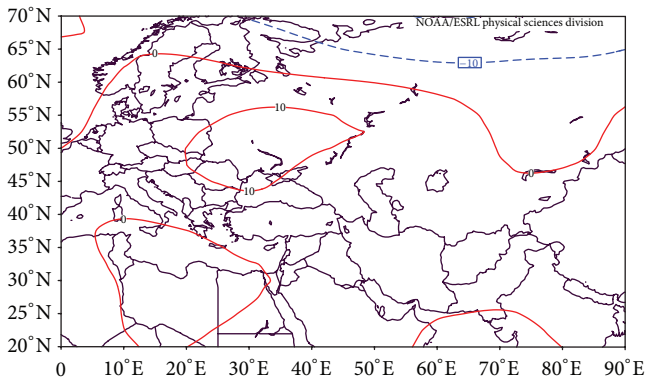 NOAA/ESRL physical sciences division
70°N
65°N
60°N
55°N
50°N
45°N
40°N
35°N
30°N
25°N
20°N
0
−10
10
0
10
0
0 10°E 20°E 30°E 40°E 50°E 60°E 70°E 80°E 90°E